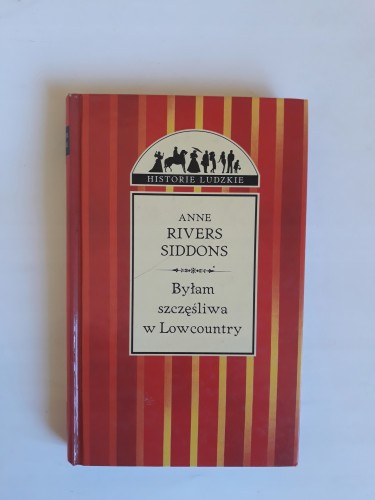 HISTORIE LUDZKIE
ANNE
RIVERS
SIDDONS
Byłam
szczęśliwa
w Lowcountry